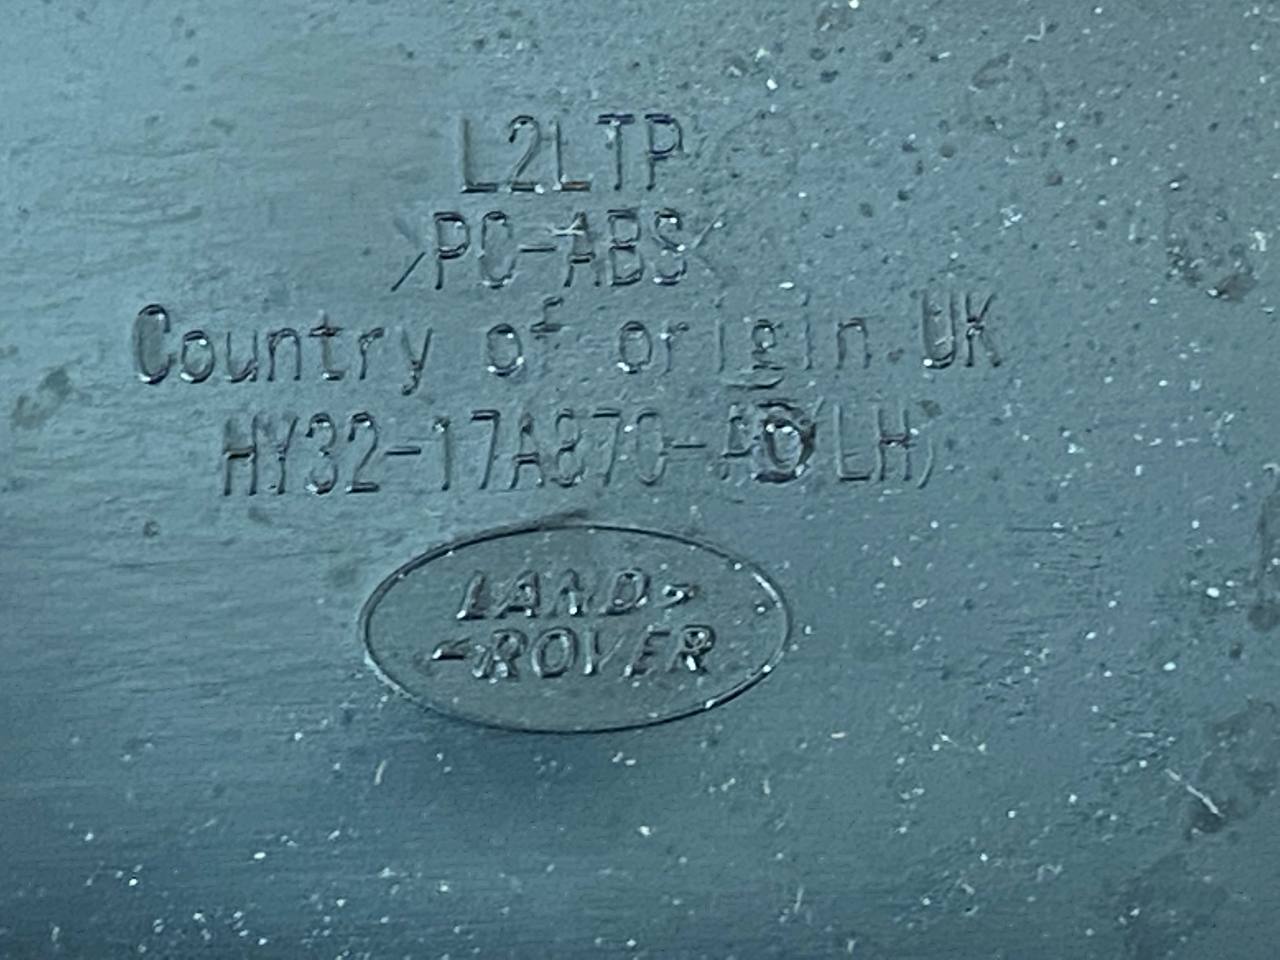 L2LTP
>PC-ABS<
Country of origin UK
HY32-17A870-AD(LH)
LAND-
-ROVER